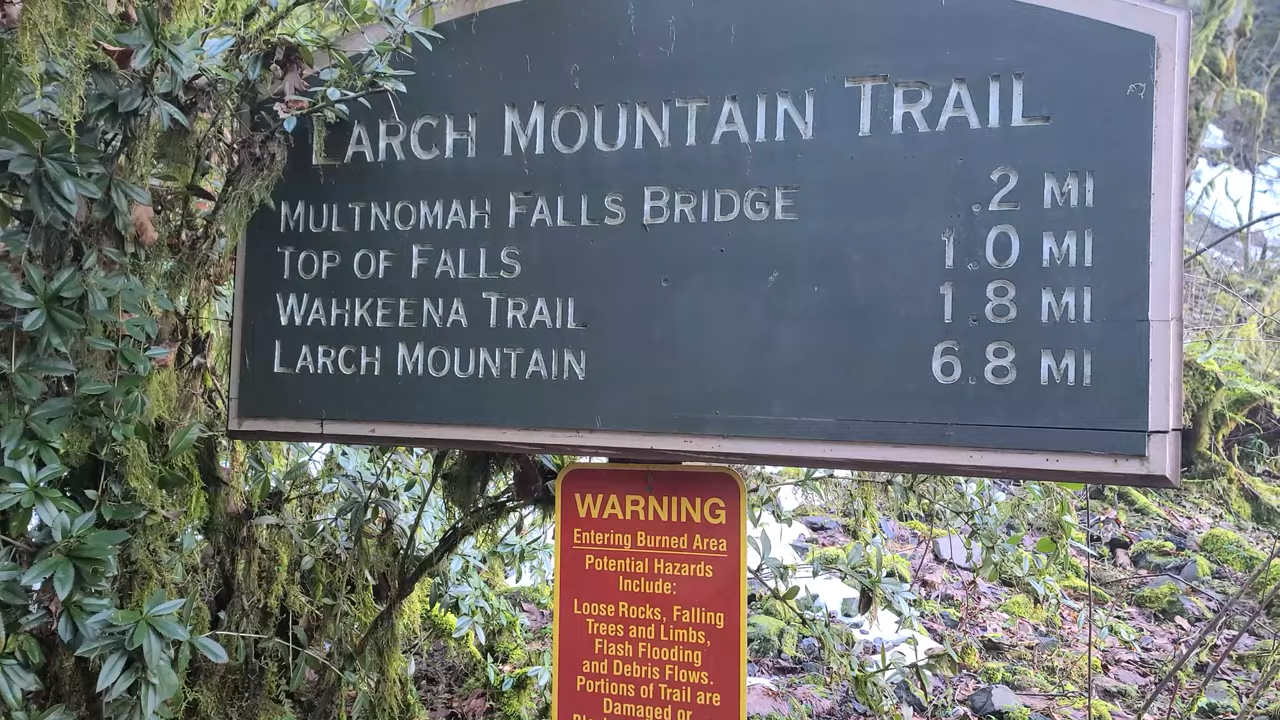 LARCH MOUNTAIN TRAIL
MULTNOMAH FALLS BRIDGE .2 MI
TOP OF FALLS 1.0 MI
WAHKEENA TRAIL 1.8 MI
LARCH MOUNTAIN 6.8 MI
WARNING
Entering Burned Area
Potential Hazards
Include:
Loose Rocks, Falling
Trees and Limbs,
Flash Flooding
and Debris Flows.
Portions of Trail are
Damaged or